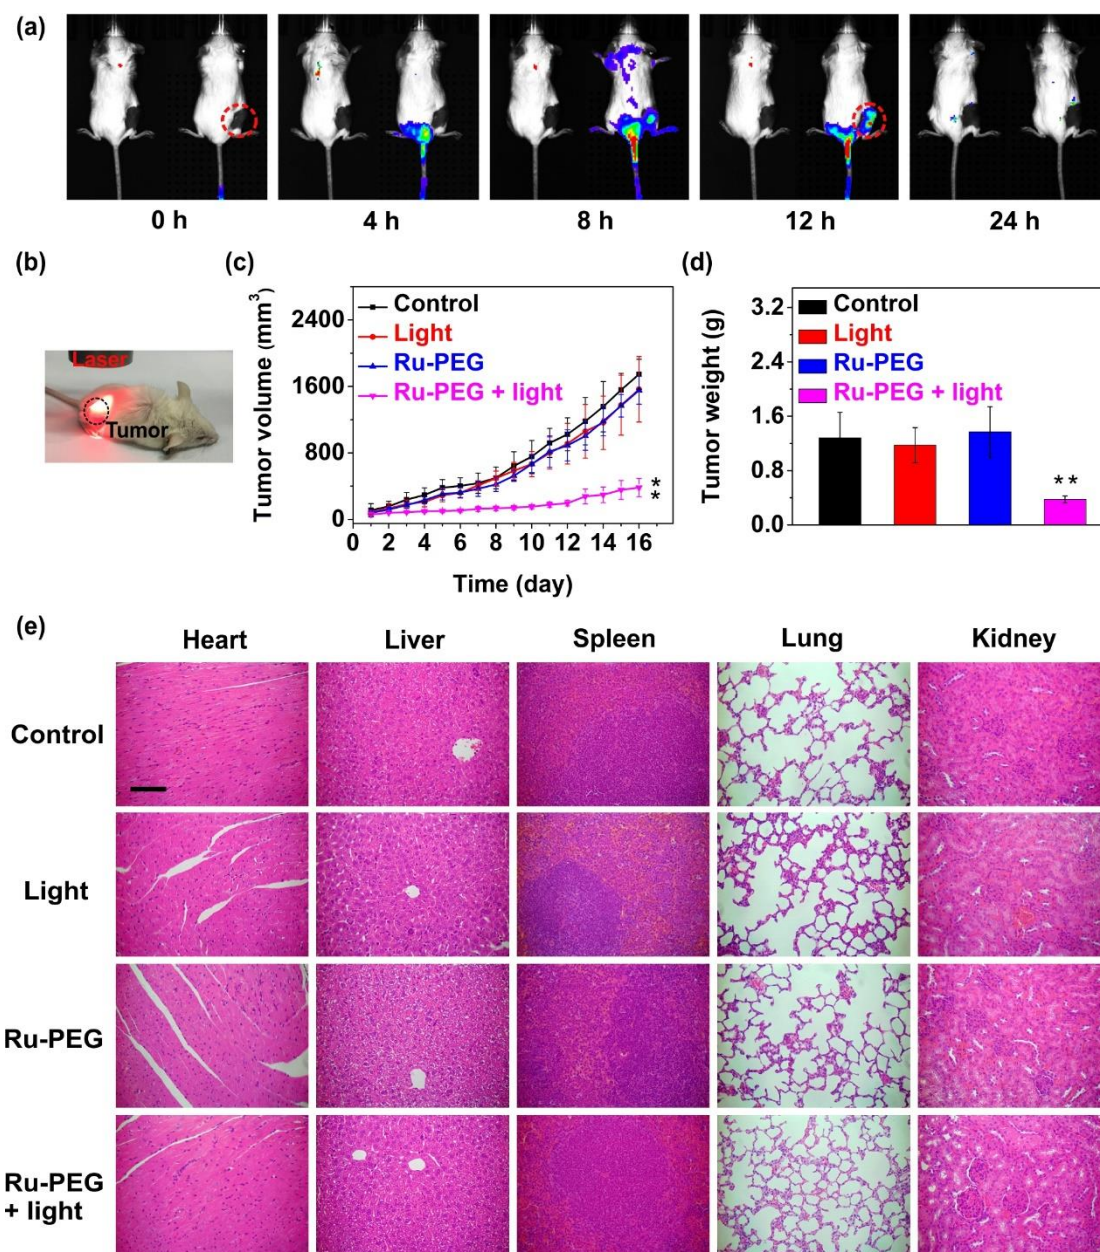 (a)
0 h
4 h
8 h
12 h
24 h
(b)
Laser
Tumor
(c)
Tumor volume (mm³)
2400
1600
800
0
Control
Light
Ru-PEG
Ru-PEG + light
*
*
0 2 4 6 8 10 12 14 16
Time (day)
(d)
Tumor weight (g)
3.2
2.4
1.6
0.8
0.0
Control
Light
Ru-PEG
Ru-PEG + light
**
(e)
Heart
Liver
Spleen
Lung
Kidney
Control
Light
Ru-PEG
Ru-PEG
+ light